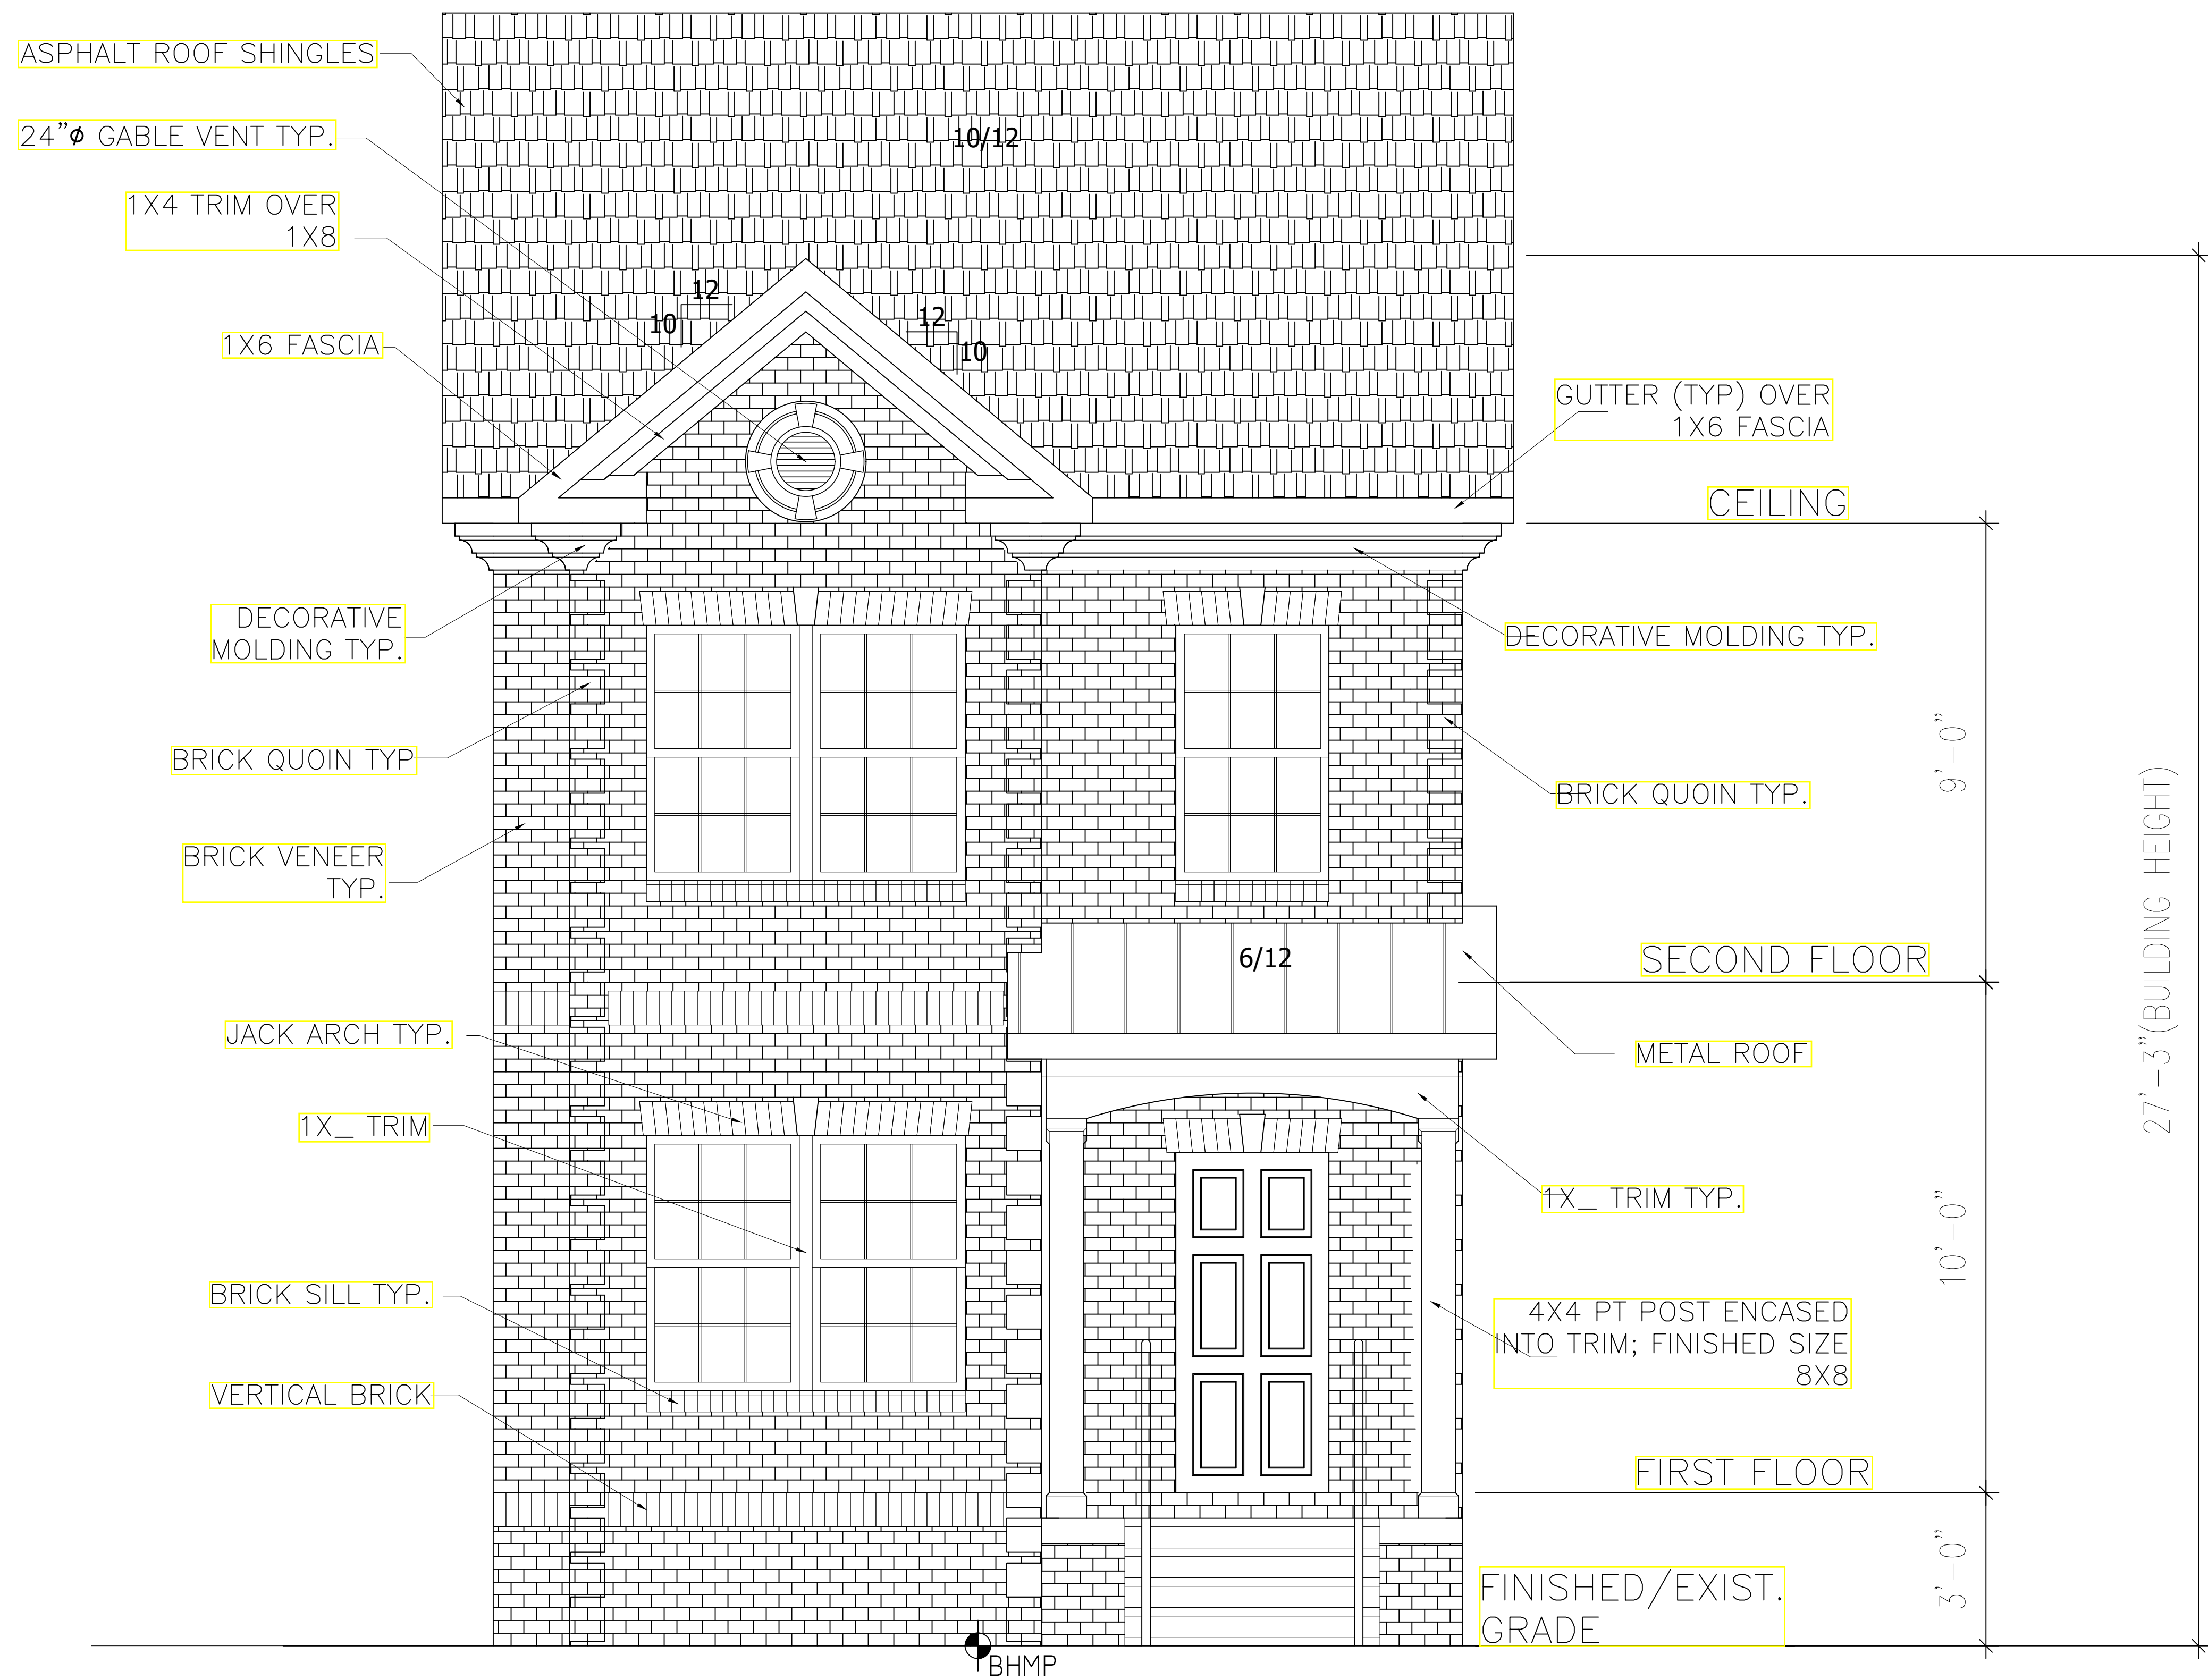 ASPHALT ROOF SHINGLES
24"ø GABLE VENT TYP.
1X4 TRIM OVER
1X8
1X6 FASCIA
DECORATIVE
MOLDING TYP.
BRICK QUOIN TYP
BRICK VENEER
TYP.
JACK ARCH TYP.
1X_ TRIM
BRICK SILL TYP.
VERTICAL BRICK
10/12
12
10
12
10
6/12
BHMP
GUTTER (TYP) OVER
1X6 FASCIA
CEILING
DECORATIVE MOLDING TYP.
BRICK QUOIN TYP.
SECOND FLOOR
METAL ROOF
1X_ TRIM TYP.
4X4 PT POST ENCASED
INTO TRIM; FINISHED SIZE
8X8
FIRST FLOOR
FINISHED/EXIST.
GRADE
9'-0"
10'-0"
3'-0"
27'-3"(BUILDING HEIGHT)